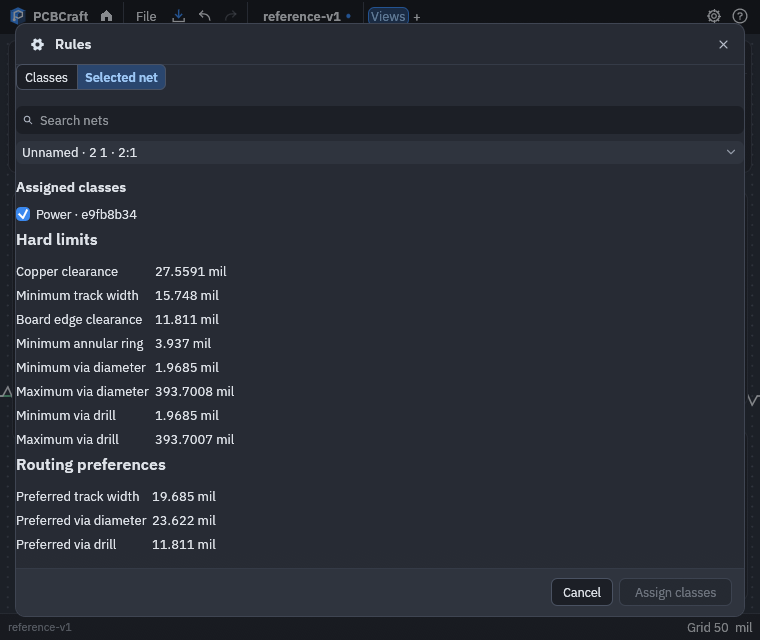 PCBCraft File reference-v1 Views +
Rules
Classes Selected net
Search nets
Unnamed · 2 1 · 2:1
Assigned classes
Power · e9fb8b34
Hard limits
Copper clearance 27.5591 mil
Minimum track width 15.748 mil
Board edge clearance 11.811 mil
Minimum annular ring 3.937 mil
Minimum via diameter 1.9685 mil
Maximum via diameter 393.7008 mil
Minimum via drill 1.9685 mil
Maximum via drill 393.7007 mil
Routing preferences
Preferred track width 19.685 mil
Preferred via diameter 23.622 mil
Preferred via drill 11.811 mil
Cancel Assign classes
reference-v1 Grid 50 mil